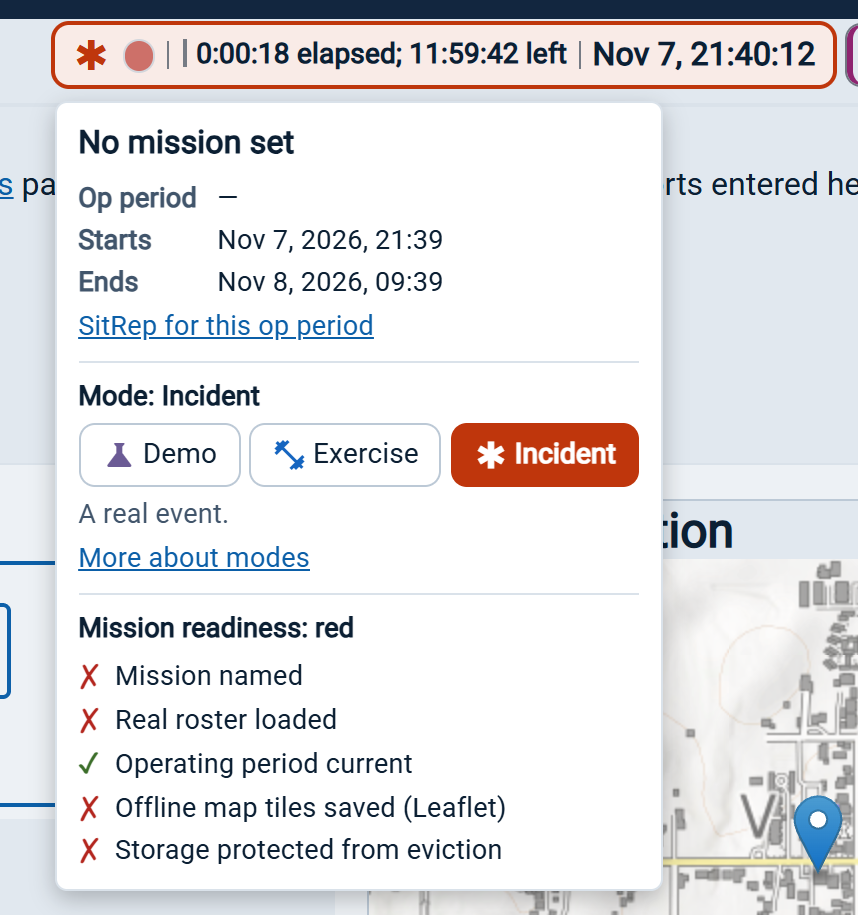 0:00:18 elapsed; 11:59:42 left | Nov 7, 21:40:12
No mission set
s pa
rts entered he
Op period —
Starts Nov 7, 2026, 21:39
Ends Nov 8, 2026, 09:39
SitRep for this op period
Mode: Incident
Demo Exercise Incident
A real event.
tion
More about modes
Mission readiness: red
✗ Mission named
✗ Real roster loaded
✓ Operating period current
✗ Offline map tiles saved (Leaflet)
✗ Storage protected from eviction
V